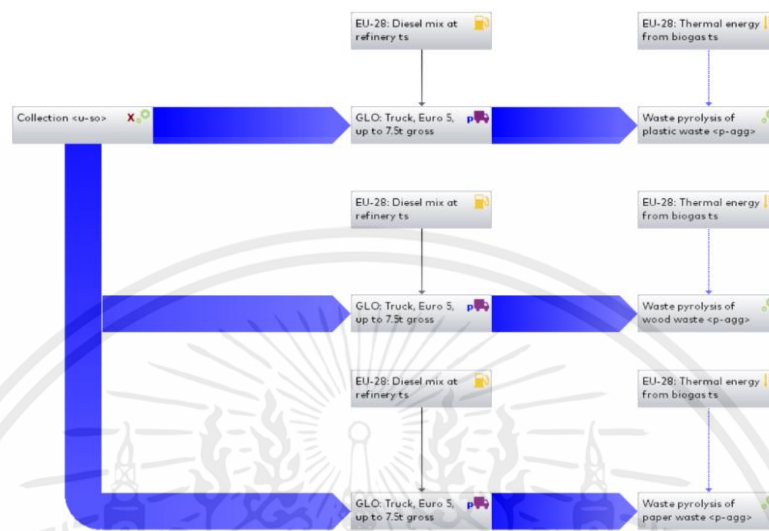 EU-28: Diesel mix at
refinery ts
EU-28: Thermal energy
from biogas ts
Collection <u-so> X
GLO: Truck, Euro 5,
up to 7.5t gross
p
Waste pyrolysis of
plastic waste <p-agg>
EU-28: Diesel mix at
refinery ts
EU-28: Thermal energy
from biogas ts
GLO: Truck, Euro 5,
up to 7.5t gross
p
Waste pyrolysis of
wood waste <p-agg>
EU-28: Diesel mix at
refinery ts
EU-28: Thermal energy
from biogas ts
GLO: Truck, Euro 5,
up to 7.5t gross
p
Waste pyrolysis of
paper waste <p-agg>